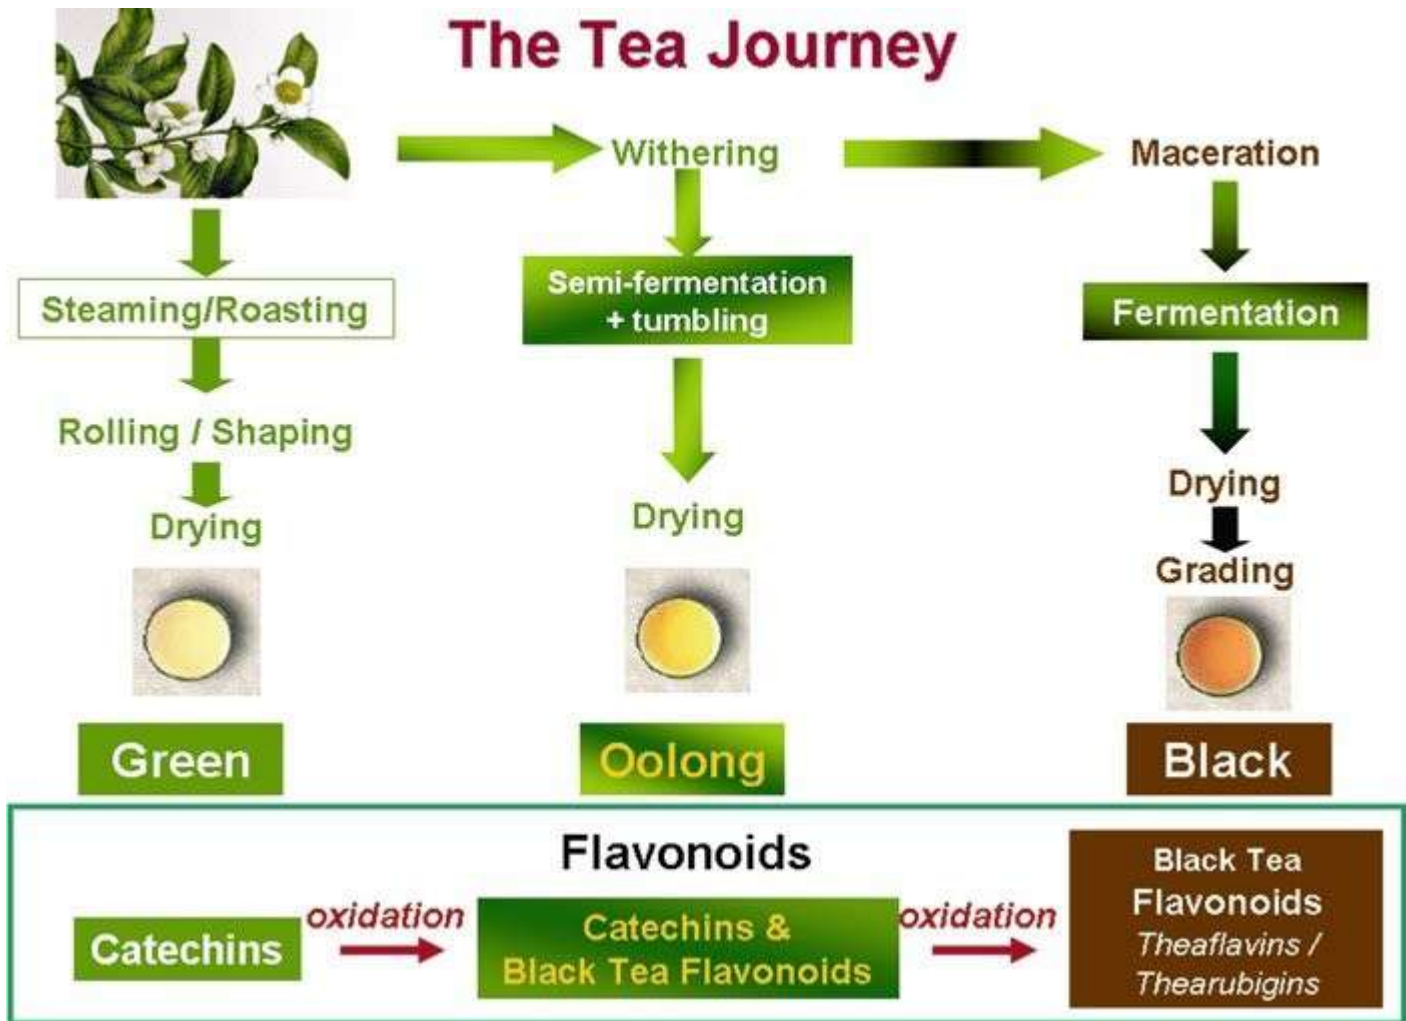 The Tea Journey
Withering
Maceration
Steaming/Roasting
Semi-fermentation
+ tumbling
Fermentation
Rolling / Shaping
Drying
Drying
Drying
Grading
Green
Oolong
Black
Flavonoids
Catechins
oxidation
Catechins &
Black Tea Flavonoids
oxidation
Black Tea
Flavonoids
Theaflavins /
Thearubigins